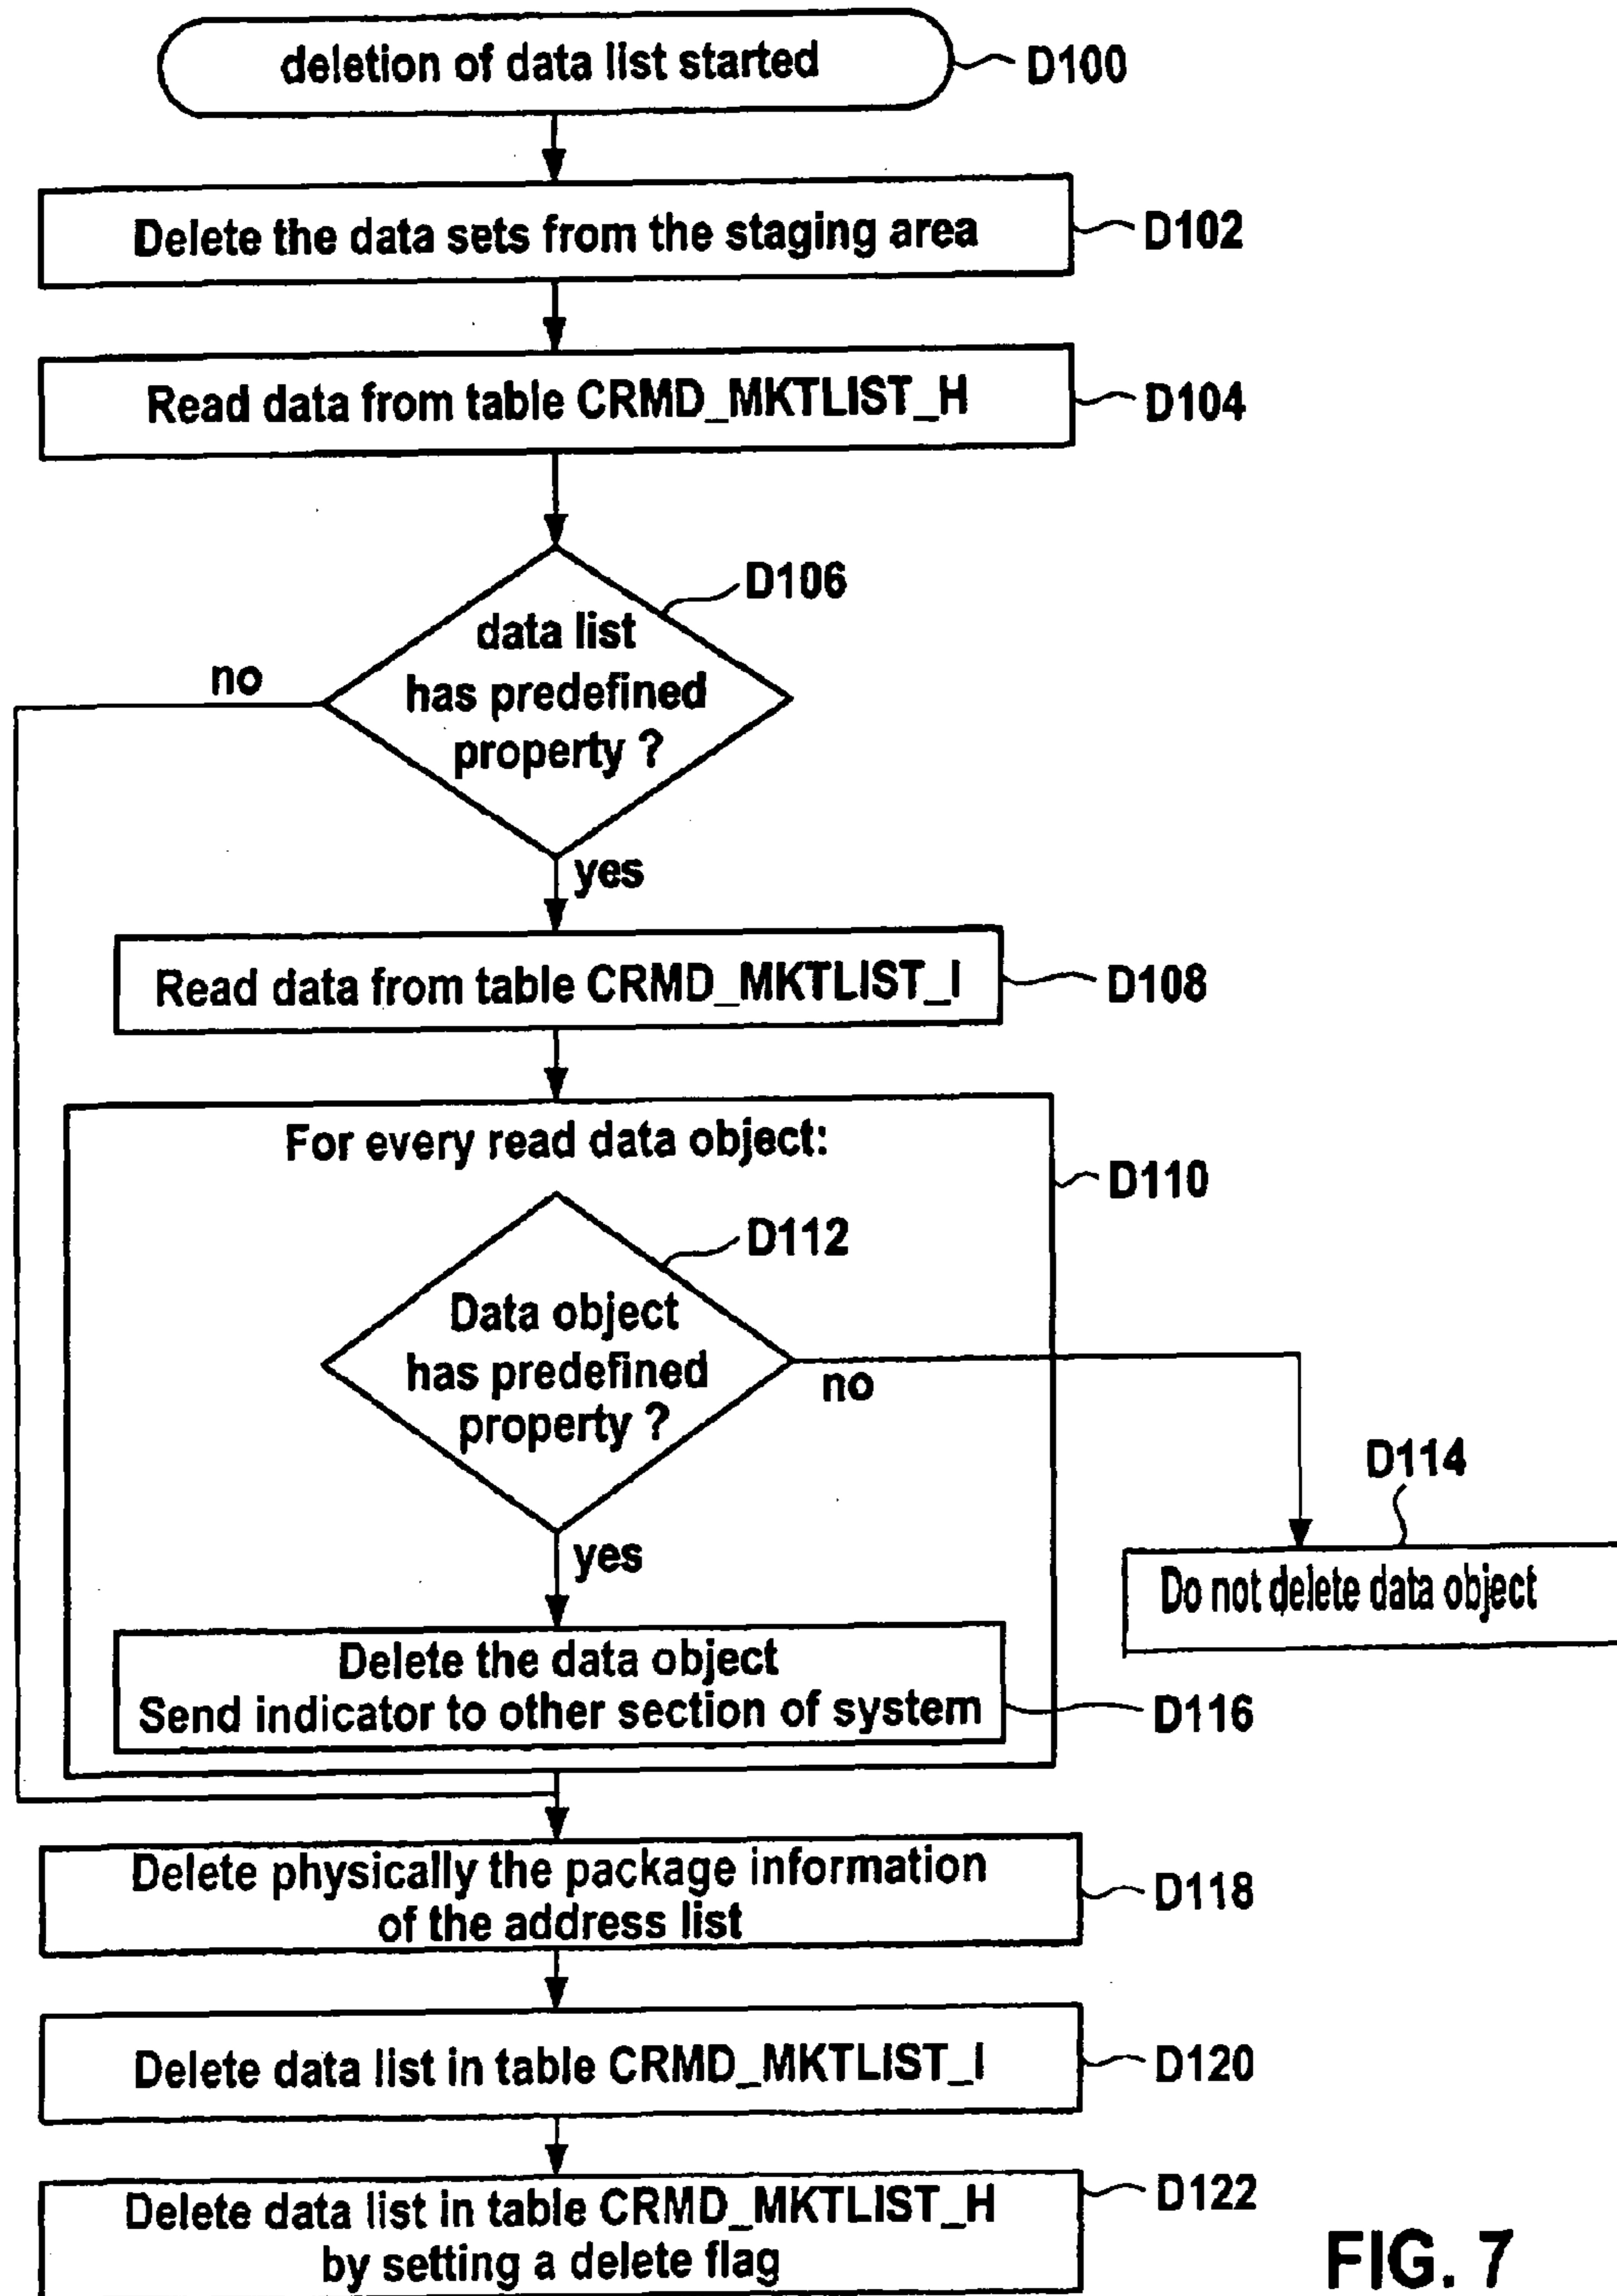 deletion of data list started
D100
Delete the data sets from the staging area
D102
Read data from table CRMD_MKTLIST_H
D104
D106
data list
has predefined
property ?
no
yes
Read data from table CRMD_MKTLIST_I
D108
For every read data object:
D110
D112
Data object
has predefined
property ?
no
yes
D114
Do not delete data object
Delete the data object
Send indicator to other section of system
D116
Delete physically the package information
of the address list
D118
Delete data list in table CRMD_MKTLIST_I
D120
Delete data list in table CRMD_MKTLIST_H
by setting a delete flag
D122
FIG. 7